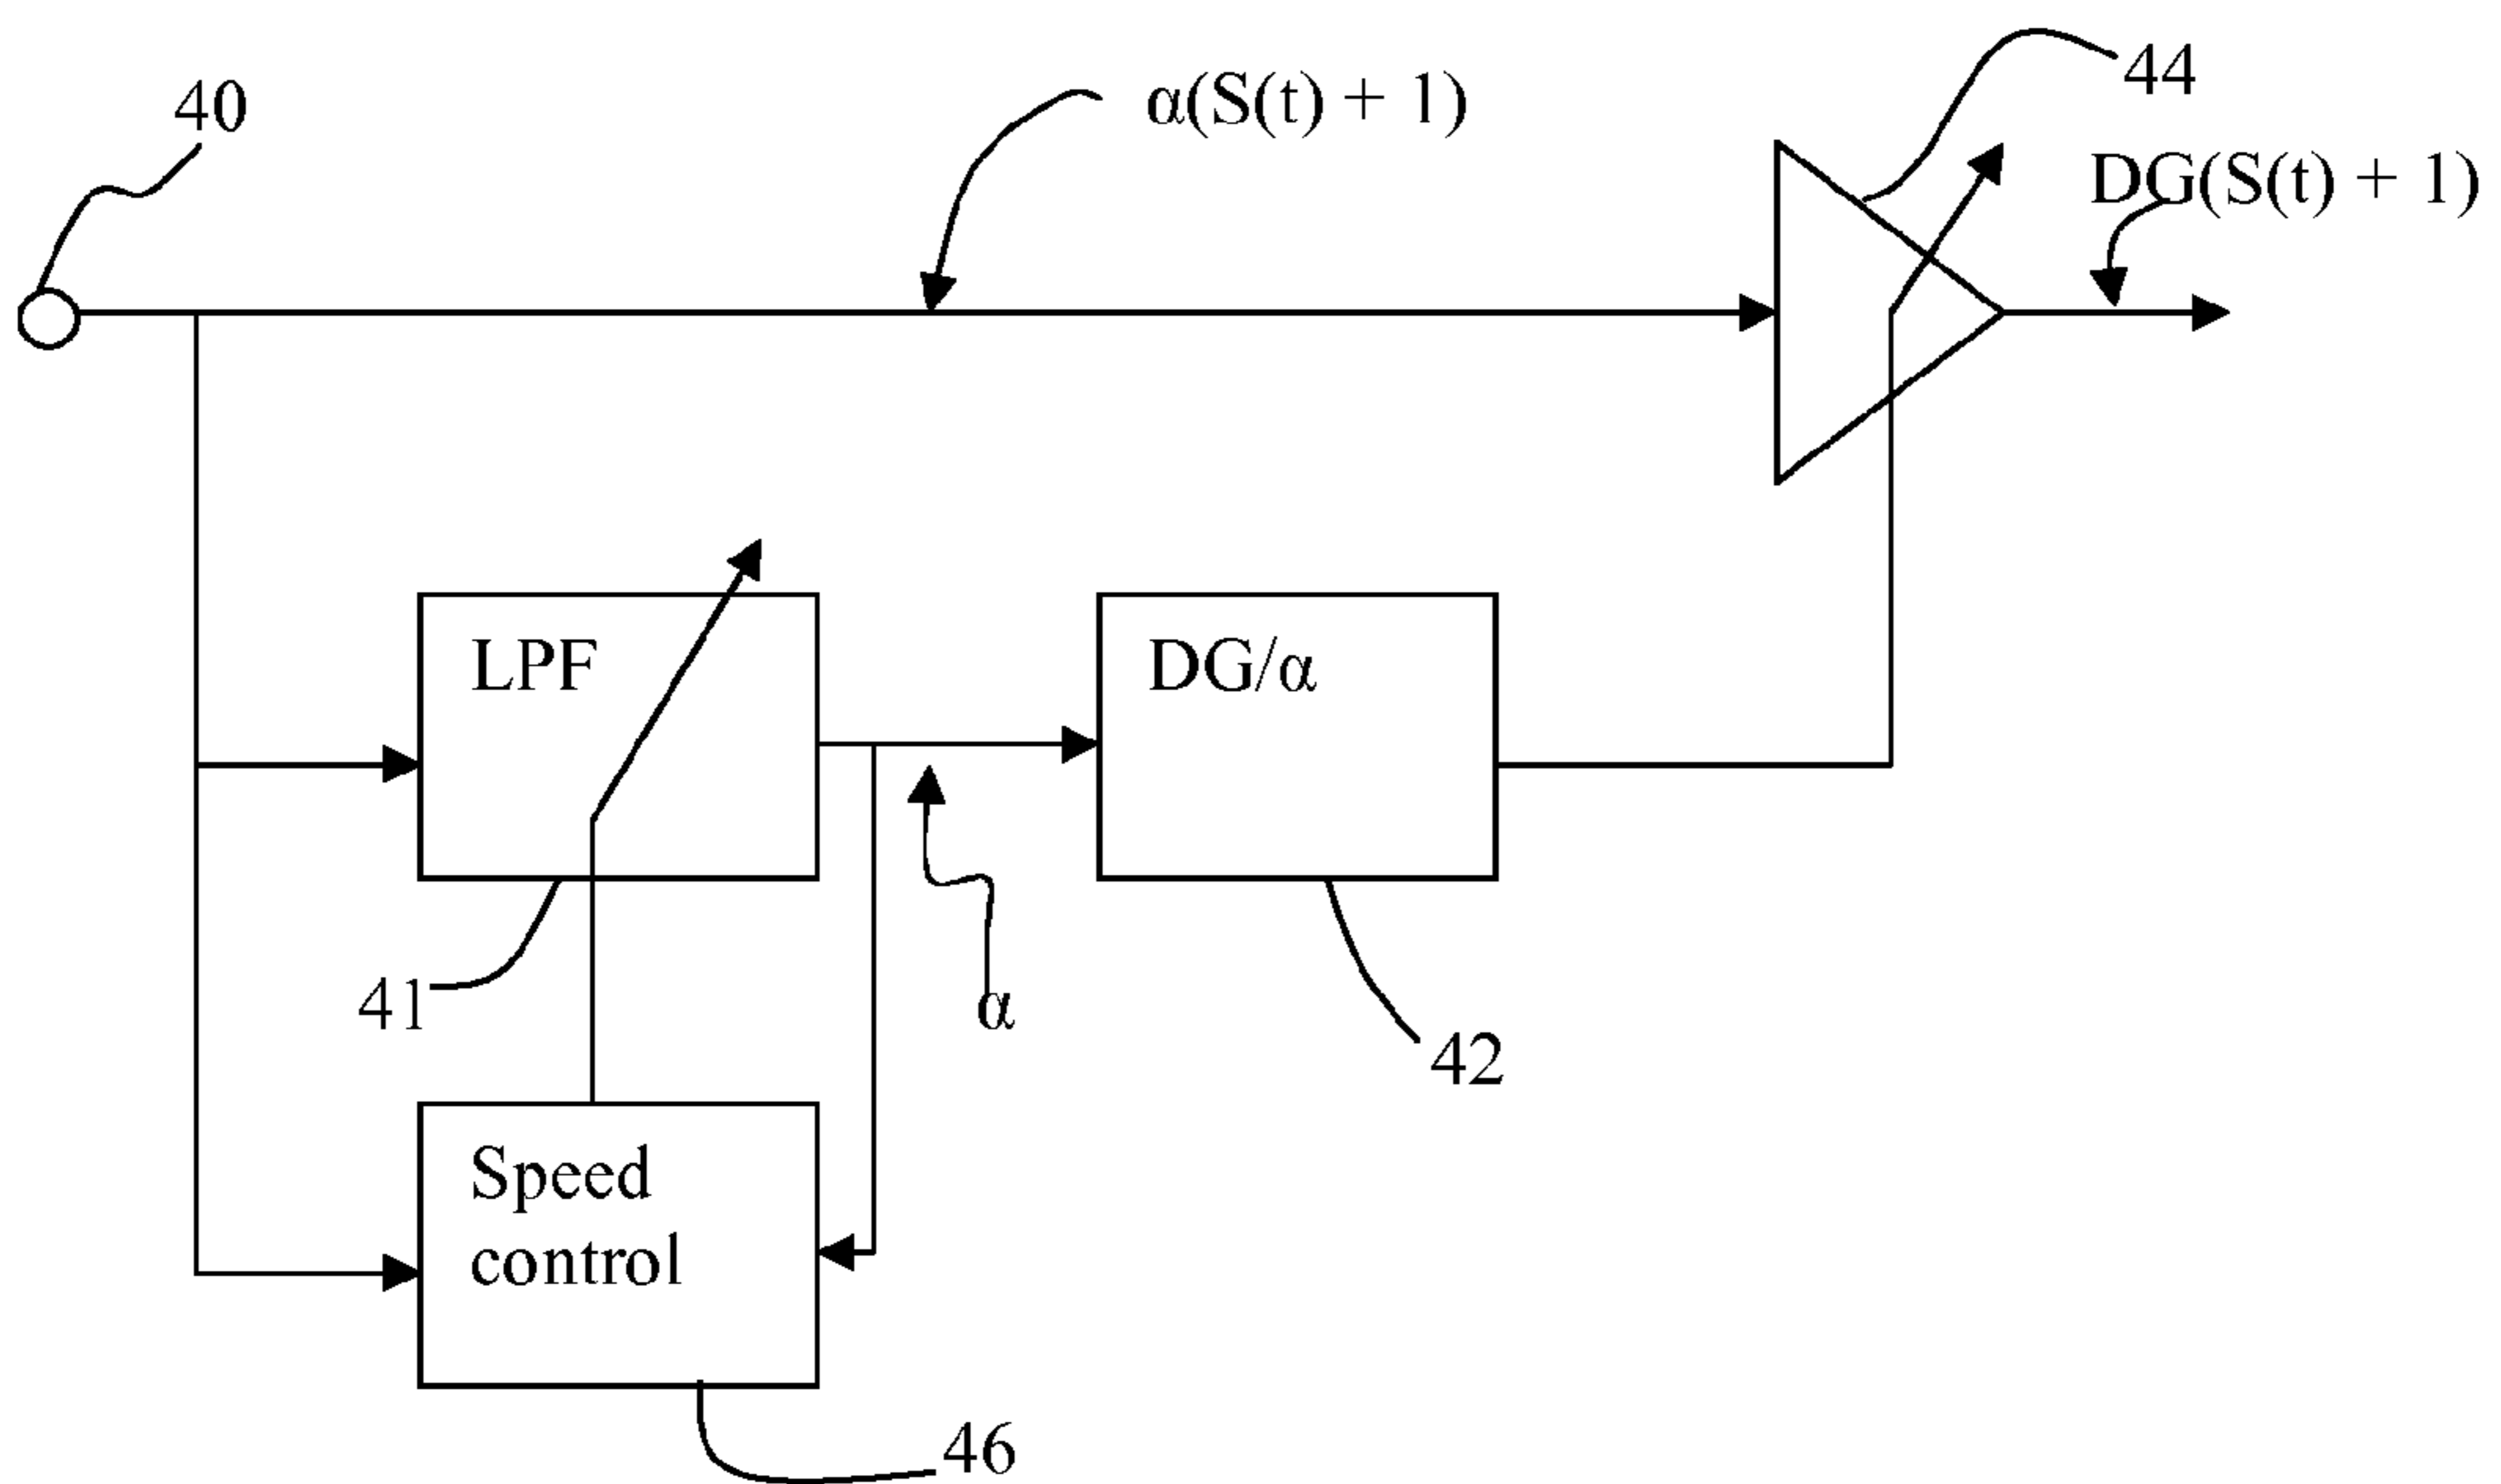 44
α(S(t) + 1)
40
DG(S(t) + 1)
LPF
DG/α
41
α
42
Speed
control
46